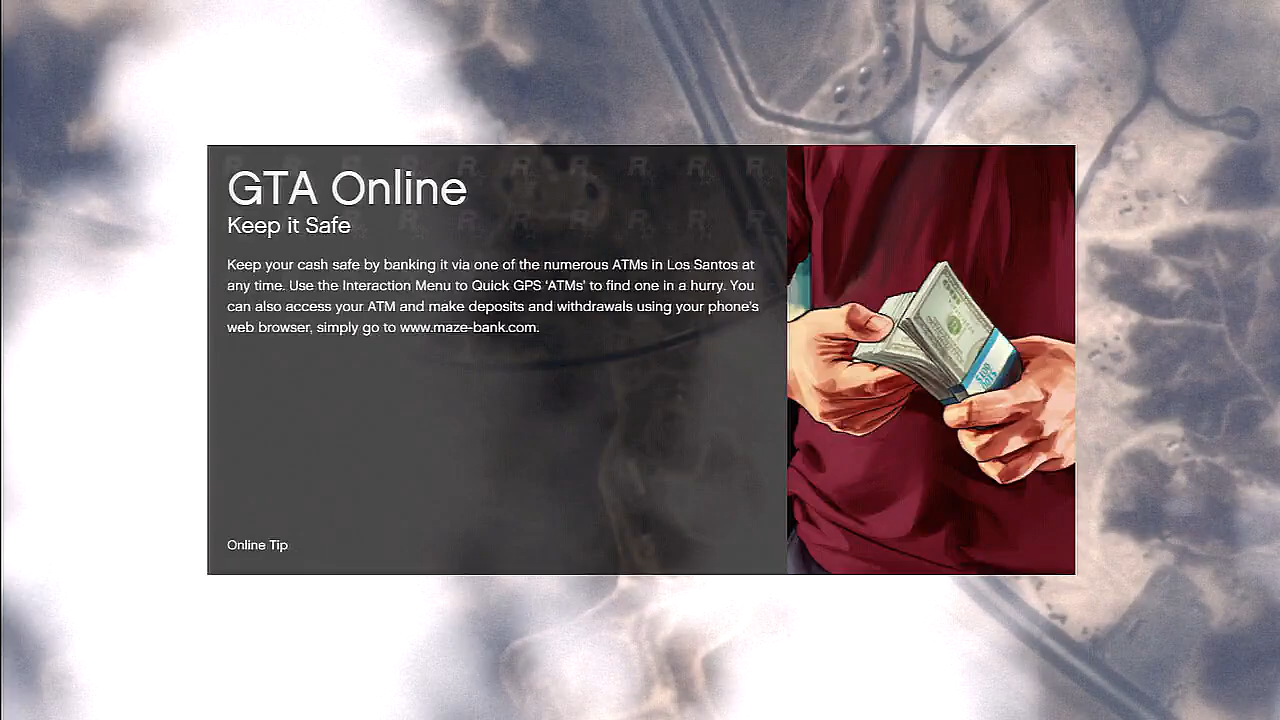 GTA Online
Keep it Safe
Keep your cash safe by banking it via one of the numerous ATMs in Los Santos at
any time. Use the Interaction Menu to Quick GPS 'ATMs' to find one in a hurry. You
can also access your ATM and make deposits and withdrawals using your phone's
web browser, simply go to www.maze-bank.com.
Online Tip